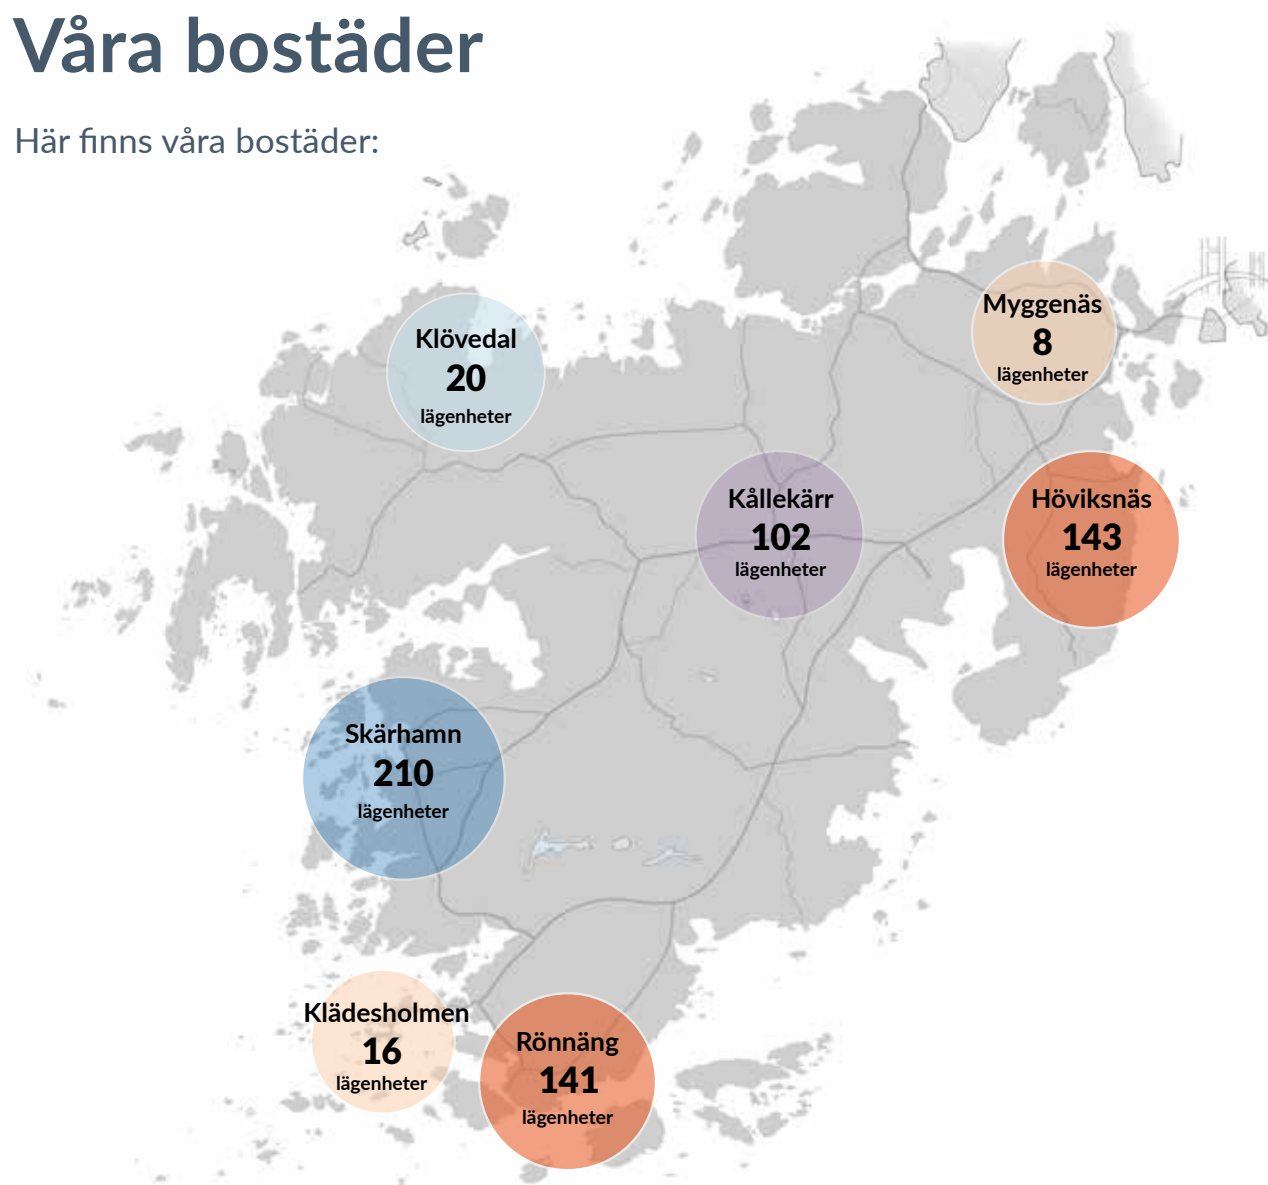 Våra bostäder
Här finns våra bostäder:
Myggenäs
8
lägenheter
Klövedal
20
lägenheter
Kållekärr
102
lägenheter
Höviksnäs
143
lägenheter
Skärhamn
210
lägenheter
Klädesholmen
16
lägenheter
Rönnäng
141
lägenheter